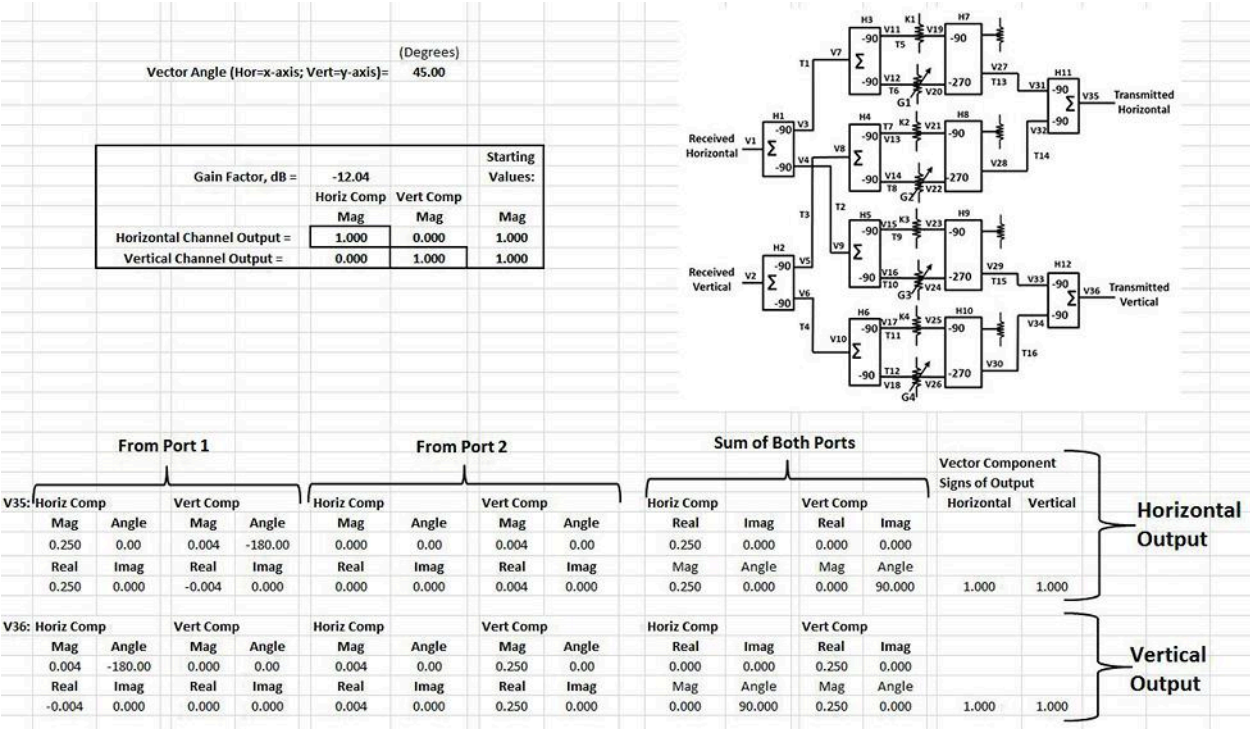 (Degrees)
Vector Angle (Hor=x-axis; Vert=y-axis)= 45.00
Starting
Gain Factor, dB = -12.04 Values:
Horiz Comp Vert Comp
Mag Mag Mag
Horizontal Channel Output = 1.000 0.000 1.000
Vertical Channel Output = 0.000 1.000 1.000
H3 K1 H7
V11 V19
-90 T5 -90
V7 Σ V27
T1 -90 V12 -270 T13 H11
T6 V20 V31 -90 V35 Transmitted
G1 Σ Horizontal
H1 H4 K2 H8 -90
-90 V3 -90 T7 V21 -90 V32
Received V13
Horizontal V1 Σ V8 Σ V28 T14
-90 V4 -90 V14 -270
T8 V22
G2
T2 H5 K3 H9
T3 -90 V15 V23 -90
T9
H2 V9 Σ V29 H12
-90 V5 -90 V16 -270 T15 V33 -90 V36 Transmitted
Received V2 Σ T10 V24 Σ Vertical
Vertical -90 V6 G3 -90
H6 K4 H10 V34
T4 -90 V17 V25 -90
T11
V10 Σ V30 T16
-90 T12 -270
V18 V26
G4
From Port 1 From Port 2 Sum of Both Ports
Vector Component
Signs of Output
V35: Horiz Comp Vert Comp Horiz Comp Vert Comp Horiz Comp Vert Comp Horizontal Vertical
Mag Angle Mag Angle Mag Angle Mag Angle Real Imag Real Imag
0.250 0.00 0.004 -180.00 0.000 0.00 0.004 0.00 0.250 0.000 0.000 0.000
Real Imag Real Imag Real Imag Real Imag Mag Angle Mag Angle
0.250 0.000 -0.004 0.000 0.000 0.000 0.004 0.000 0.250 0.000 0.000 90.000 1.000 1.000
Horizontal
Output
V36: Horiz Comp Vert Comp Horiz Comp Vert Comp Horiz Comp Vert Comp
Mag Angle Mag Angle Mag Angle Mag Angle Real Imag Real Imag
0.004 -180.00 0.000 0.00 0.004 0.00 0.250 0.00 0.000 0.000 0.250 0.000
Real Imag Real Imag Real Imag Real Imag Mag Angle Mag Angle
-0.004 0.000 0.000 0.000 0.004 0.000 0.250 0.000 0.000 90.000 0.250 0.000 1.000 1.000
Vertical
Output